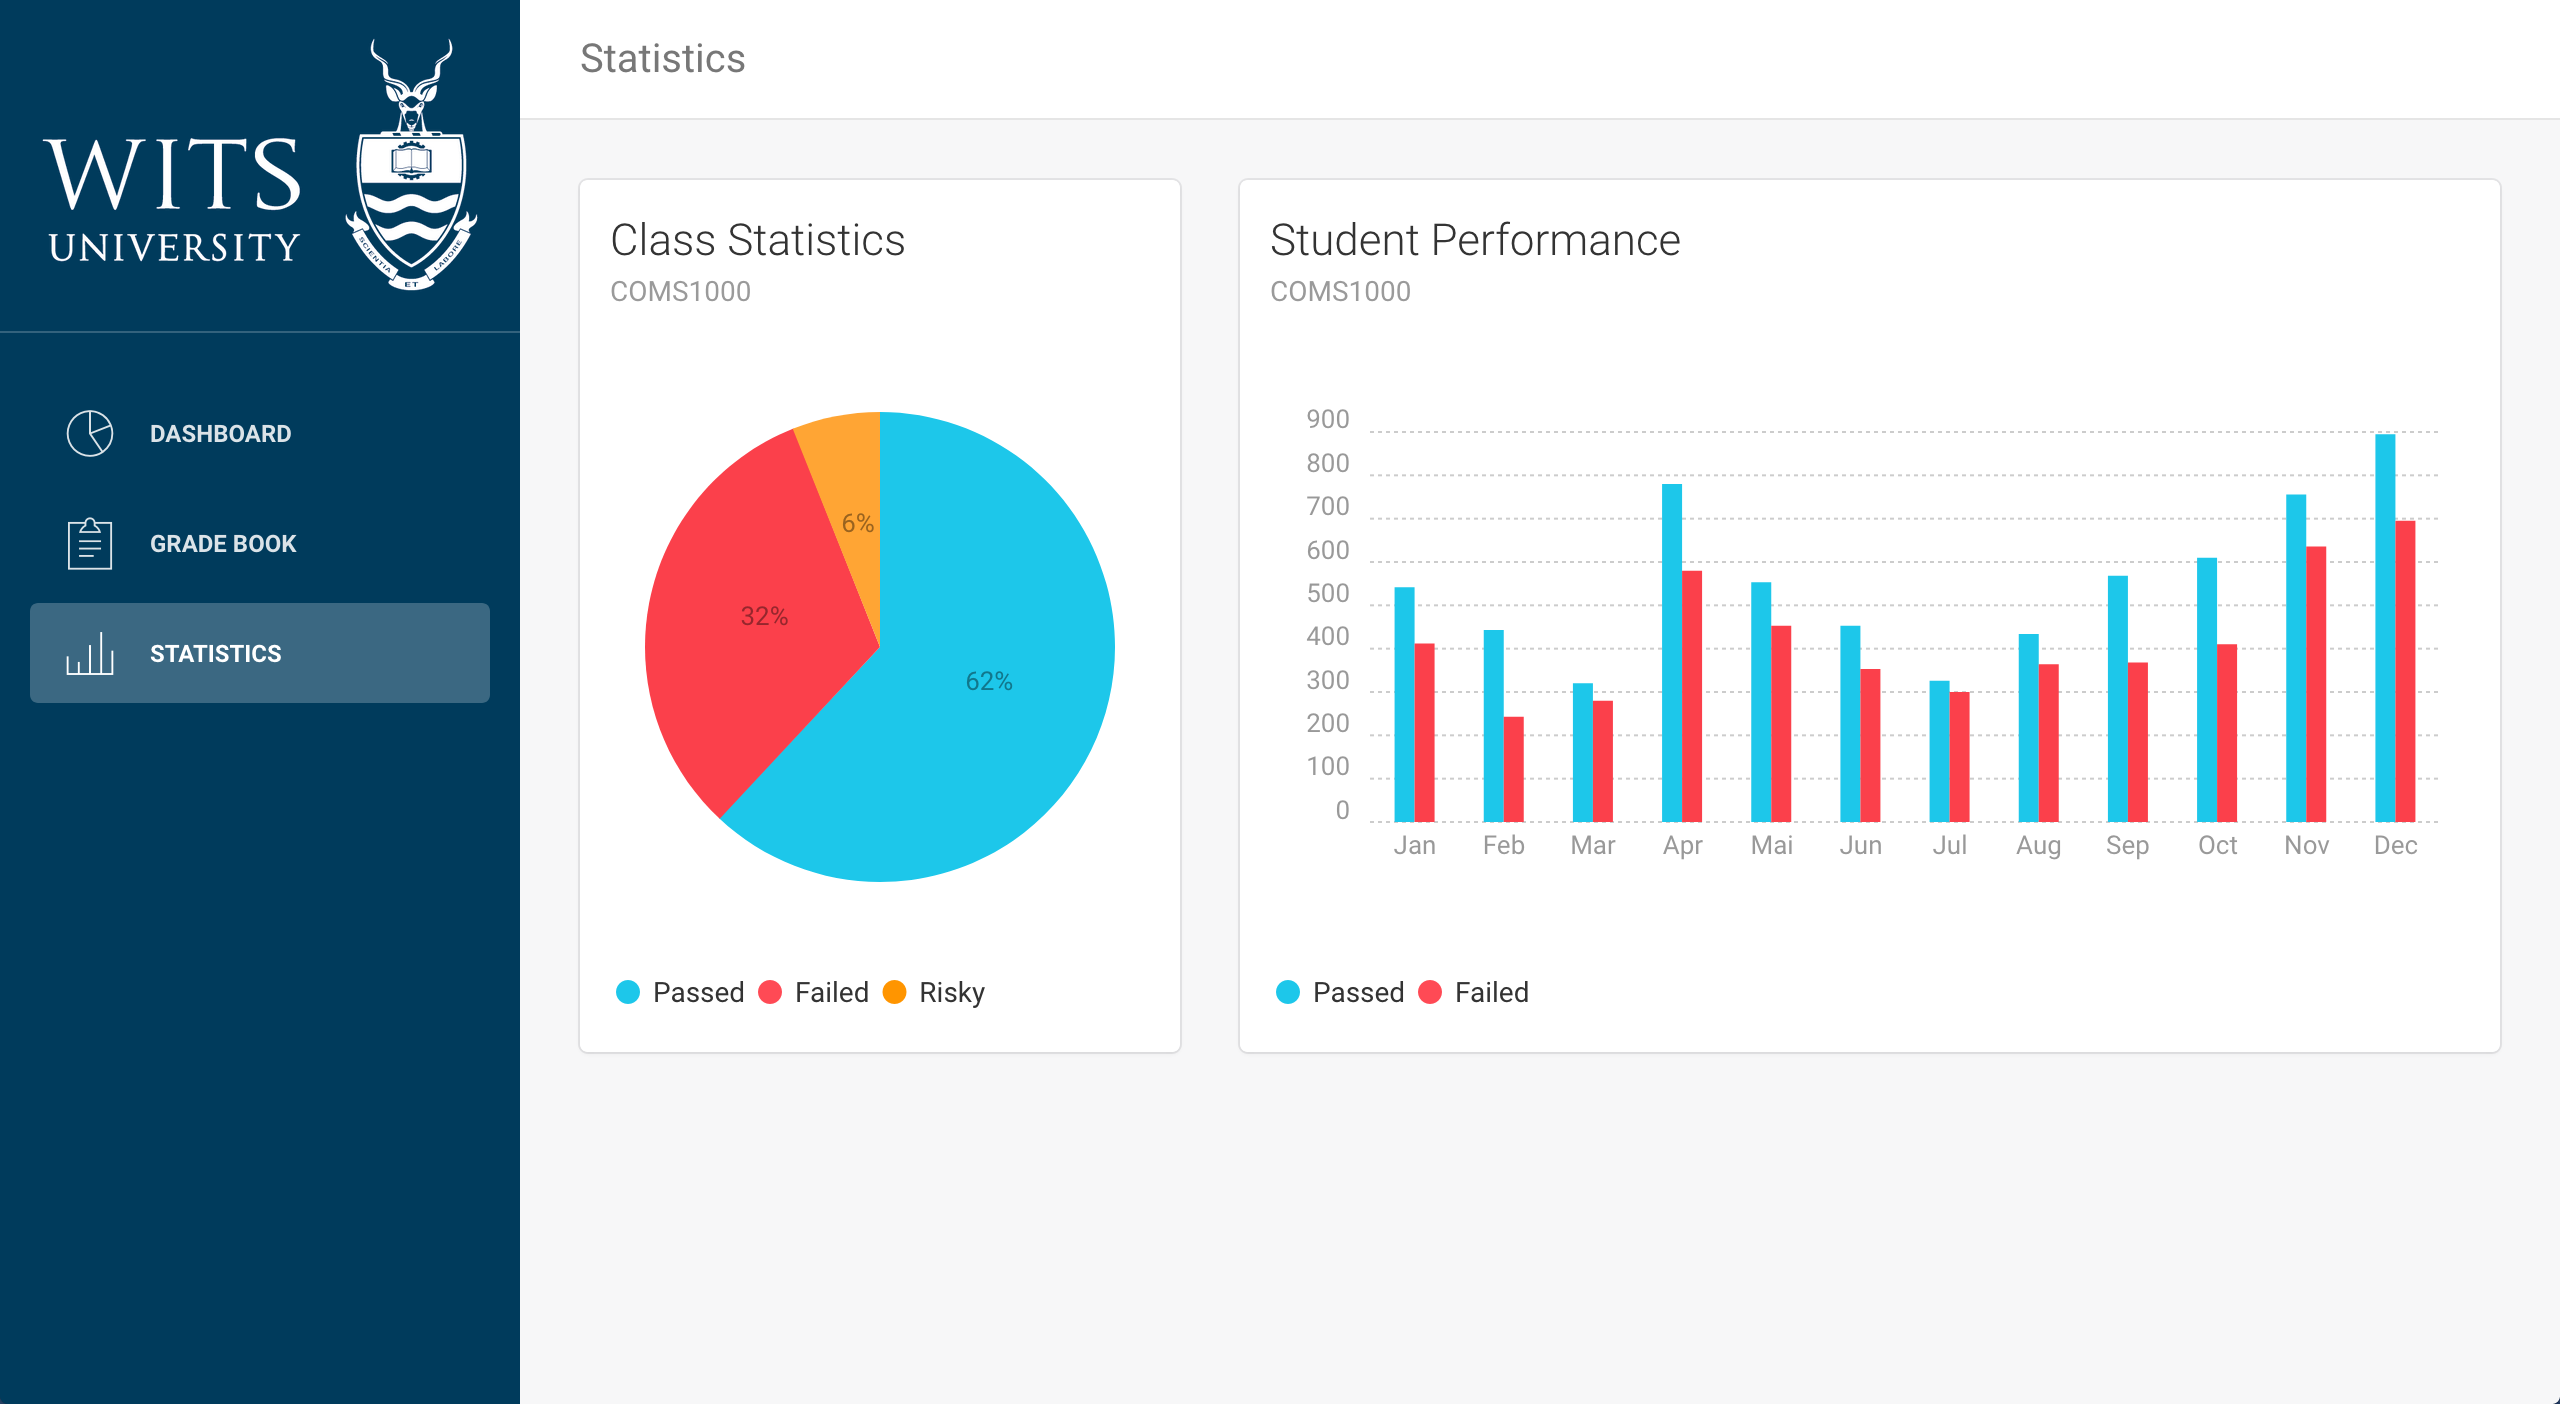 WITS
UNIVERSITY
SCIENTIA
ET
LABORE
DASHBOARD
GRADE BOOK
STATISTICS
Statistics
Class Statistics
COMS1000
6%
32%
62%
Passed Failed Risky
Student Performance
COMS1000
900
800
700
600
500
400
300
200
100
0
Jan Feb Mar Apr Mai Jun Jul Aug Sep Oct Nov Dec
Passed Failed